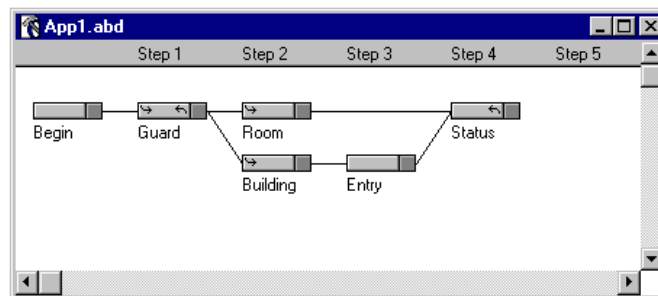 App1.abd
Step 1 Step 2 Step 3 Step 4 Step 5
Begin Guard Room Status
Building Entry